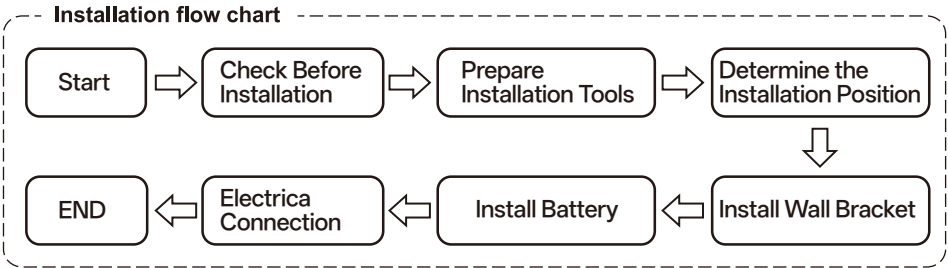 Installation flow chart
Start
Check Before
Installation
Prepare
Installation Tools
Determine the
Installation Position
Install Wall Bracket
Install Battery
Electrica
Connection
END